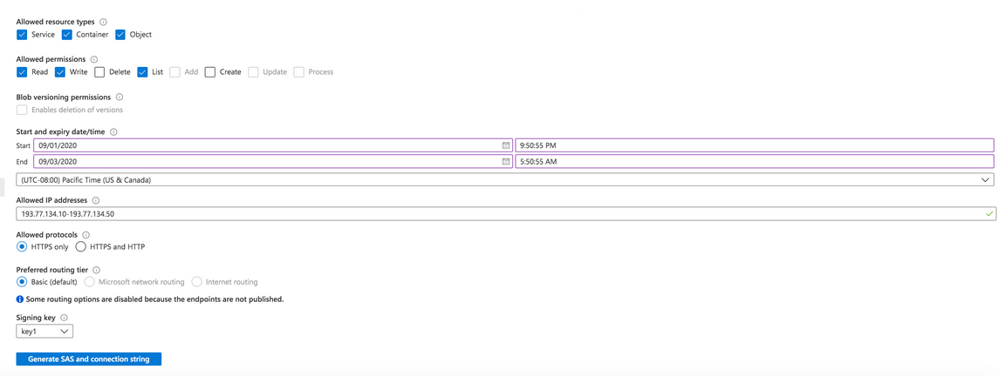 Allowed resource types
Service Container Object
Allowed permissions
Read Write Delete List Add Create Update Process
Blob versioning permissions
Enables deletion of versions
Start and expiry date/time
Start 09/01/2020 9:50:55 PM
End 09/03/2020 5:50:55 AM
(UTC-08:00) Pacific Time (US & Canada)
Allowed IP addresses
193.77.134.10-193.77.134.50
Allowed protocols
HTTPS only HTTPS and HTTP
Preferred routing tier
Basic (default) Microsoft network routing Internet routing
Some routing options are disabled because the endpoints are not published.
Signing key
key1
Generate SAS and connection string